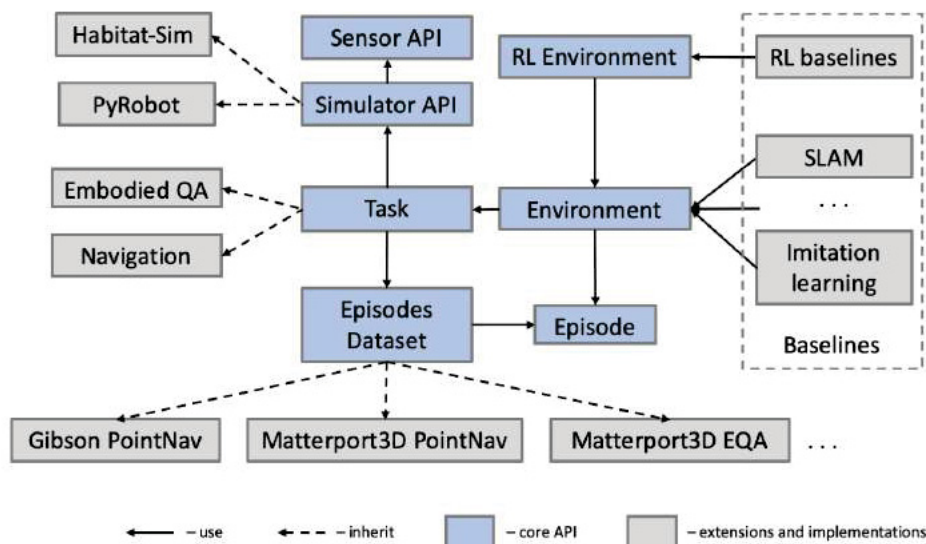 Habitat-Sim
Sensor API
RL Environment
RL baselines
PyRobot
Simulator API
SLAM
Embodied QA
Task
Environment
. . .
Navigation
Imitation
learning
Episodes
Dataset
Episode
Baselines
Gibson PointNav
Matterport3D PointNav
Matterport3D EQA
. . .
– use
– inherit
– core API
– extensions and implementations